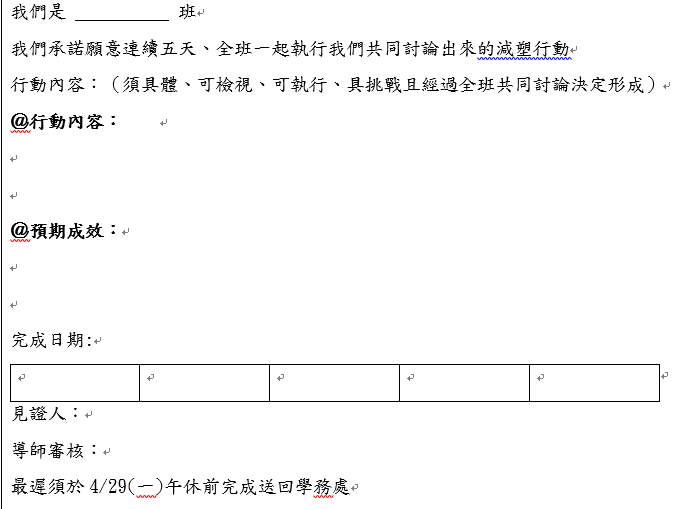 我們是 __________ 班
我們承諾願意連續五天、全班一起執行我們共同討論出來的減塑行動
行動內容：（須具體、可檢視、可執行、具挑戰且經過全班共同討論決定形成）
@行動內容：
@預期成效：
完成日期:
見證人：
導師審核：
最遲須於 4/29(一)午休前完成送回學務處